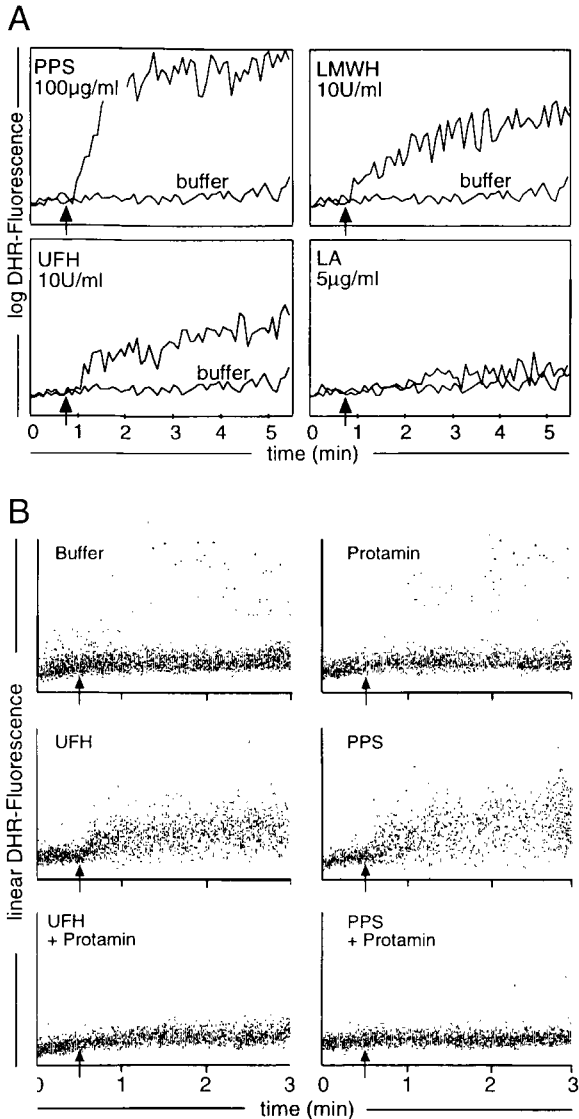 A
log DHR-Fluorescence
PPS
100µg/ml
buffer
LMWH
10U/ml
buffer
UFH
10U/ml
buffer
LA
5µg/ml
0 1 2 3 4 5
0 1 2 3 4 5
time (min)
B
linear DHR-Fluorescence
Buffer
Protamin
UFH
PPS
UFH
+ Protamin
PPS
+ Protamin
0 1 2 3
0 1 2 3
time (min)